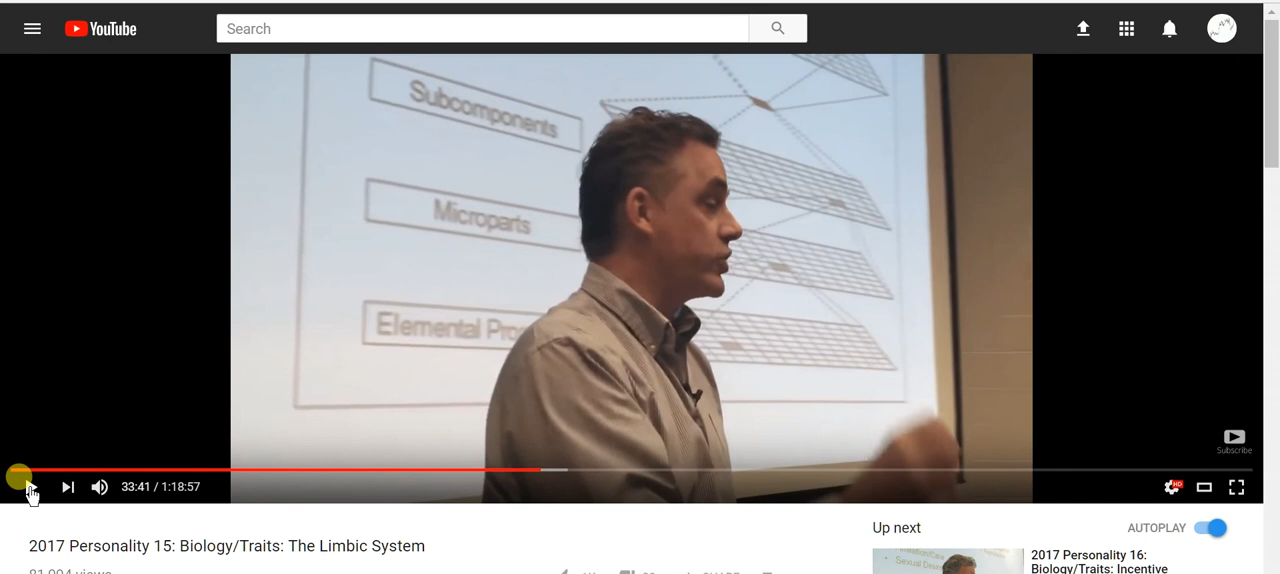 YouTube
Search
Subcomponents
Microparts
Elemental
Subscribe
HD
33:41 / 1:18:57
2017 Personality 15: Biology/Traits: The Limbic System
Up next
AUTOPLAY
2017 Personality 16:
Biology/Traits: Incentive